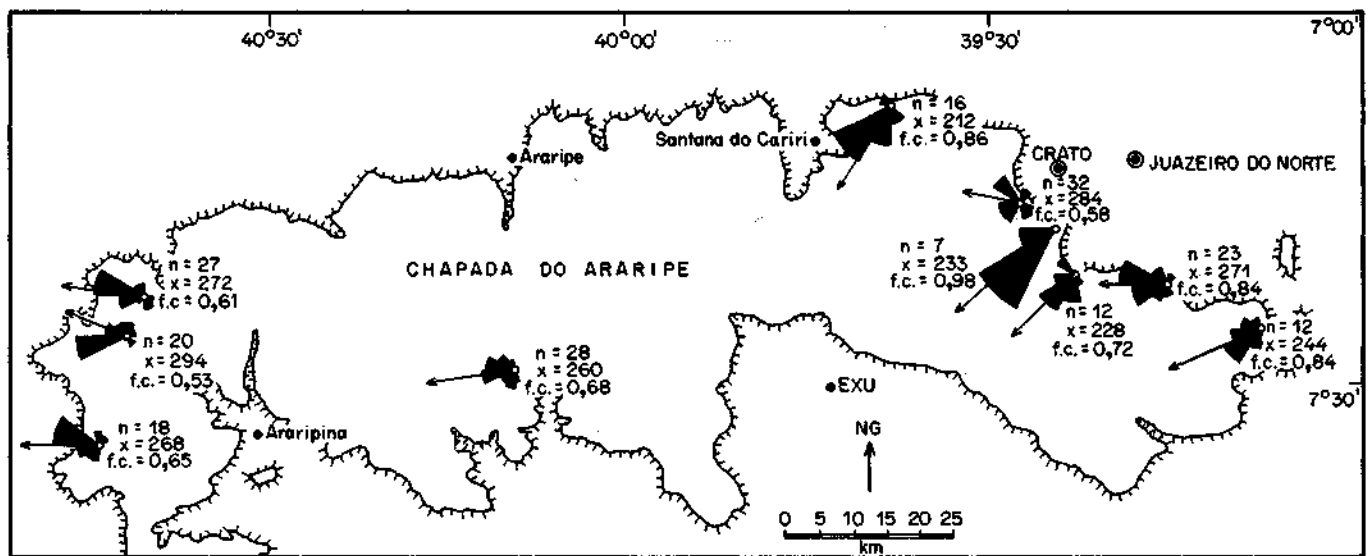 40°30'
40°00'
39°30'
7°00'
n = 16
x = 212
f.c. = 0,86
Santana do Cariri
Araripe
CRATO
JUAZEIRO DO NORTE
n = 32
x = 284
f.c. = 0,58
n = 7
x = 233
f.c. = 0,98
n = 23
x = 271
f.c. = 0,84
n = 27
x = 272
f.c = 0,61
CHAPADA DO ARARIPE
n = 12
x = 228
f.c. = 0,72
n = 12
x = 244
f.c. = 0,84
n = 20
x = 294
f.c. = 0,53
n = 28
x = 260
f.c. = 0,68
EXU
7°30'
n = 18
x = 268
f.c. = 0,65
Araripina
NG
0 5 10 15 20 25
km